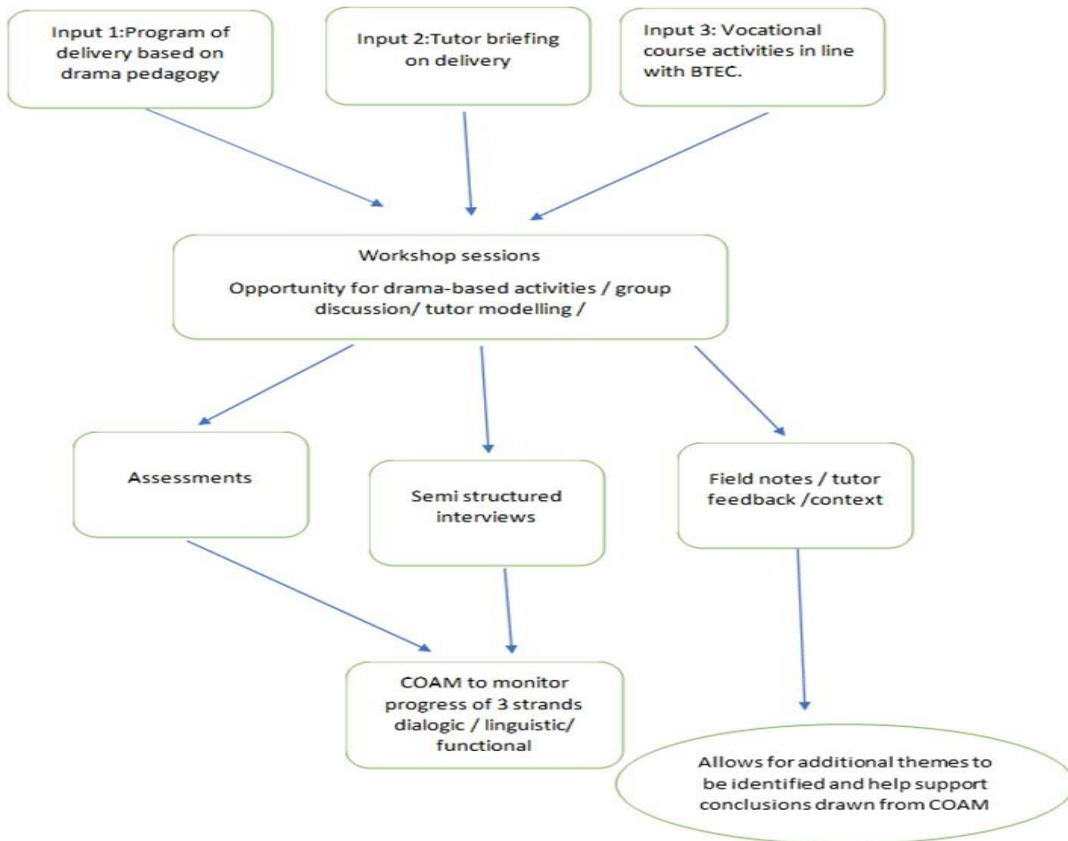 Input 1:Program of
delivery based on
drama pedagogy
Input 2:Tutor briefing
on delivery
Input 3: Vocational
course activities in line
with BTEC.
Workshop sessions
Opportunity for drama-based activities / group
discussion/ tutor modelling /
Assessments
Semi structured
interviews
Field notes / tutor
feedback /context
COAM to monitor
progress of 3 strands
dialogic / linguistic/
functional
Allows for additional themes to
be identified and help support
conclusions drawn from COAM